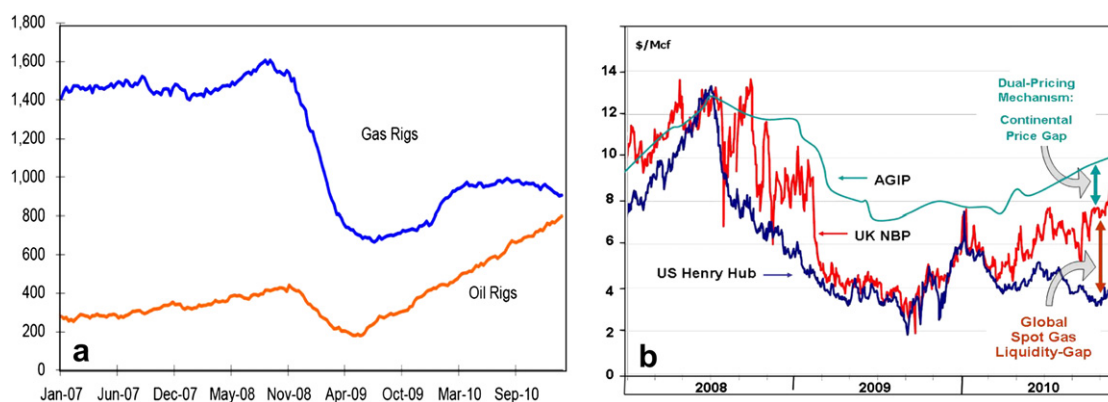 1,800
1,600
1,400
1,200
1,000
800
600
400
200
0
Gas Rigs
Oil Rigs
a
Jan-07 Jun-07 Dec-07 May-08 Nov-08 Apr-09 Oct-09 Mar-10 Sep-10
$/Mcf
14
12
10
8
6
4
2
0
Dual-Pricing
Mechanism:
Continental
Price Gap
AGIP
UK NBP
US Henry Hub
Global
Spot Gas
Liquidity-Gap
b
2008 2009 2010